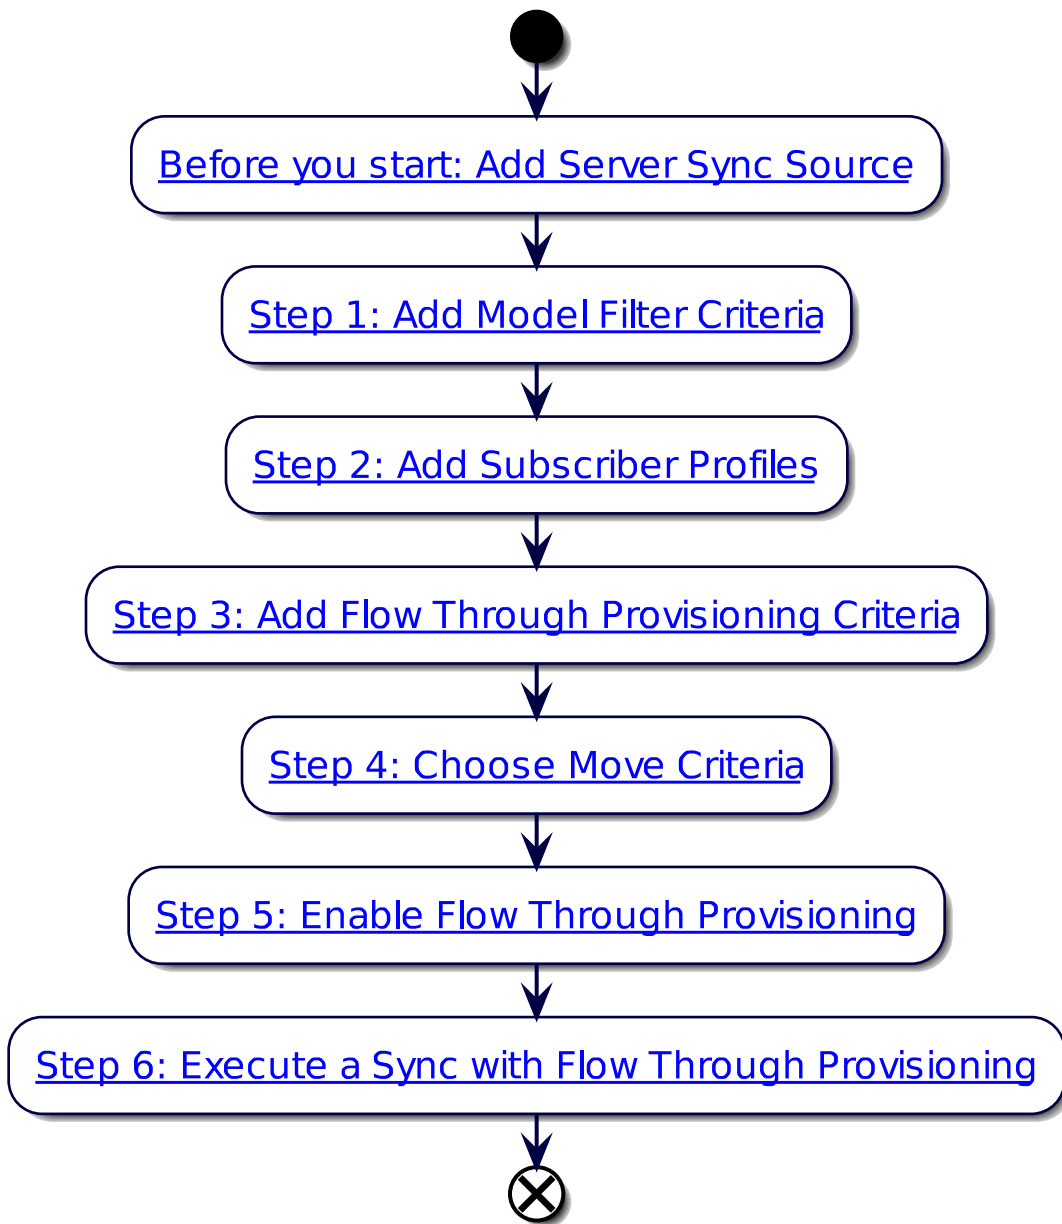 Before you start: Add Server Sync Source
Step 1: Add Model Filter Criteria
Step 2: Add Subscriber Profiles
Step 3: Add Flow Through Provisioning Criteria
Step 4: Choose Move Criteria
Step 5: Enable Flow Through Provisioning
Step 6: Execute a Sync with Flow Through Provisioning